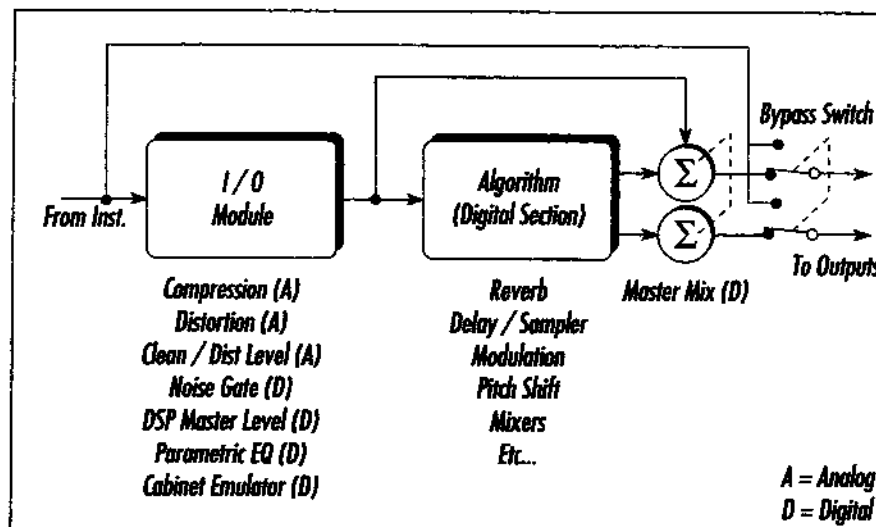 Bypass Switch
I / O
Module
Algorithm
(Digital Section)
Σ
Σ
From Inst.
To Outputs
Master Mix (D)
Compression (A)
Distortion (A)
Clean / Dist Level (A)
Noise Gate (D)
DSP Master Level (D)
Parametric EQ (D)
Cabinet Emulator (D)
Reverb
Delay / Sampler
Modulation
Pitch Shift
Mixers
Etc...
A = Analog
D = Digital